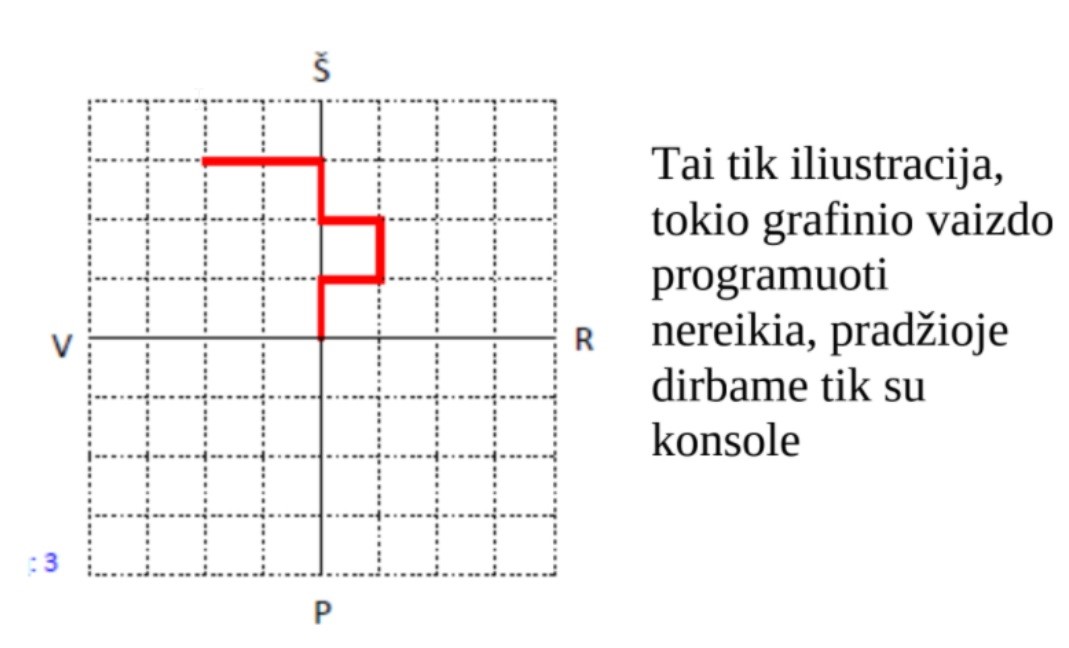 Š
V
R
: 3
P
Tai tik iliustracija,
tokio grafinio vaizdo
programuoti
nereikia, pradžioje
dirbame tik su
konsole